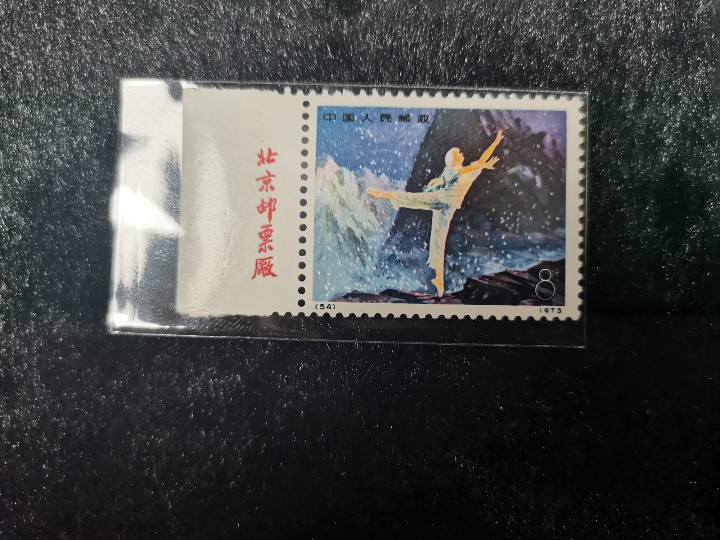 北京邮票厰
中国人民邮政
8分
(54)
1973